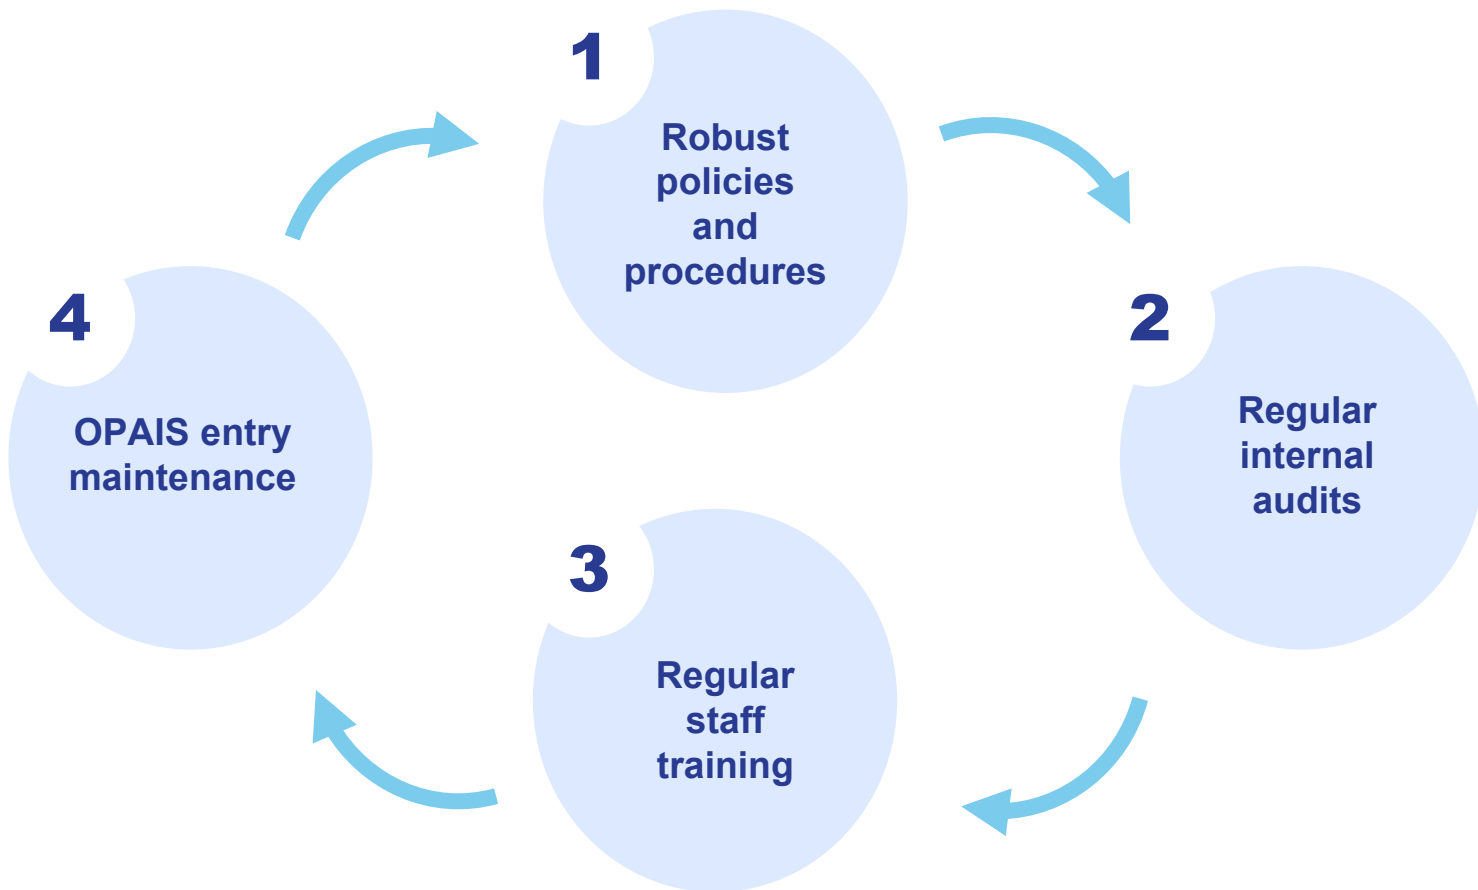 1
Robust
policies
and
procedures
2
Regular
internal
audits
3
Regular
staff
training
4
OPAIS entry
maintenance